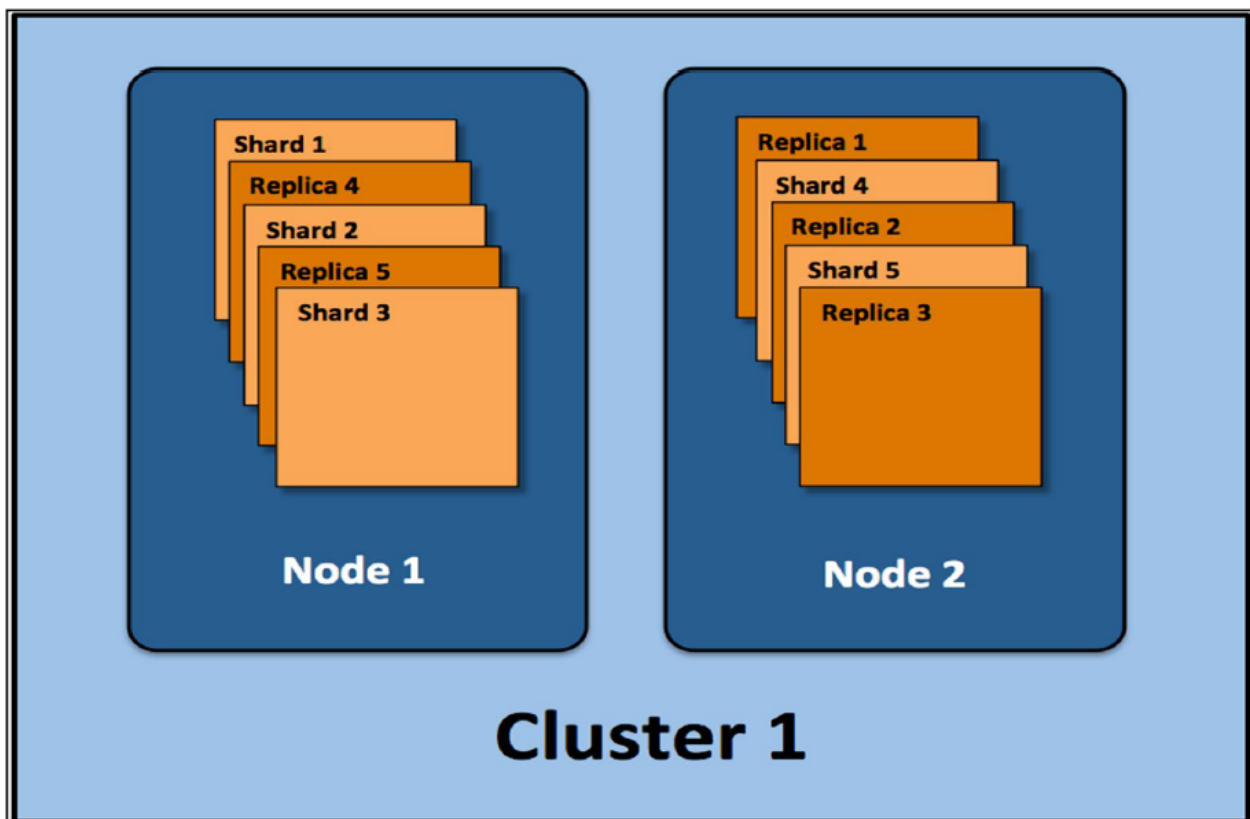 Shard 1
Replica 4
Shard 2
Replica 5
Shard 3
Node 1
Replica 1
Shard 4
Replica 2
Shard 5
Replica 3
Node 2
Cluster 1